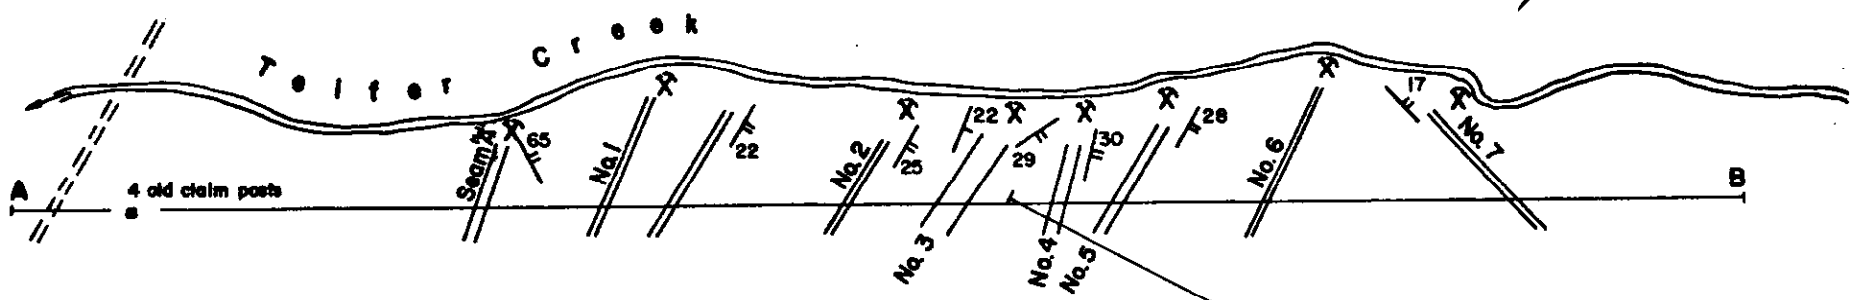 Telfer Creek
17
65
22
28
Seam A
No. 1
22
No. 2
25
29
30
No. 6
No. 7
A
4 old claim posts
B
No. 3
No. 4
No. 5